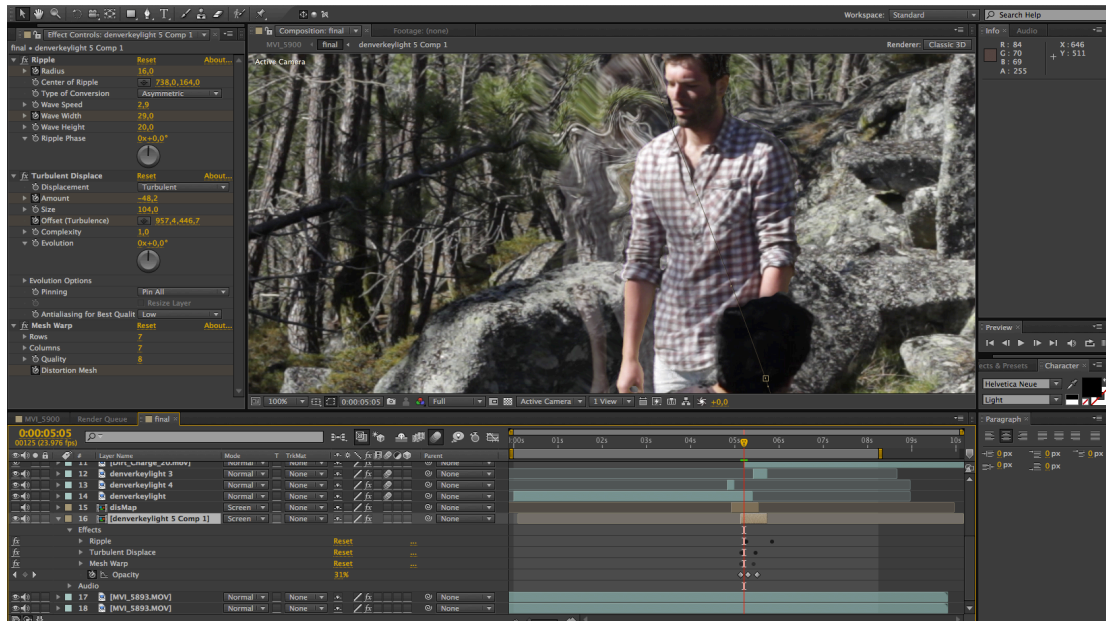 Workspace: Standard
Search Help
Effect Controls: denverkeylight 5 Comp 1
Composition: final
Footage: (none)
Info Audio
final • denverkeylight 5 Comp 1
MVI_5900 final denverkeylight 5 Comp 1
Renderer: Classic 3D
Active Camera
R : 84 X : 646
G : 70 Y : 511
B : 69
A : 255
fx Ripple Reset About...
Radius 16,0
Center of Ripple 738,0,164,0
Type of Conversion Asymmetric
Wave Speed 2,9
Wave Width 29,0
Wave Height 20,0
Ripple Phase 0x+0,0°
fx Turbulent Displace Reset About...
Displacement Turbulent
Amount -48,2
Size 104,0
Offset (Turbulence) 957,4,446,7
Complexity 1,0
Evolution 0x+0,0°
Evolution Options
Pinning Pin All
Resize Layer
Antialiasing for Best Qualit Low
fx Mesh Warp Reset About...
Rows 7
Columns 7
Quality 8
Distortion Mesh
Preview
ects & Presets Character
Helvetica Neue
Light
100% 0:00:05:05 Full Active Camera 1 View +0,0
MVI_5900 Render Queue final
Paragraph
0:00:05:05
00125 (23.976 fps)
:00s 01s 02s 03s 04s 05s 06s 07s 08s 09s 10s
# Layer Name Mode T TrkMat Parent
0 px 0 px 0 px
0 px 0 px
11 [Dirt_Charge_20.mov] Normal None None
12 denverkeylight 3 Normal None None
13 denverkeylight 4 Normal None None
14 denverkeylight Normal None None
15 disMap Screen None None
16 [denverkeylight 5 Comp 1] Screen None None
Effects
fx Ripple Reset ...
fx Turbulent Displace Reset ...
fx Mesh Warp Reset ...
Opacity 31%
Audio
17 [MVI_5893.MOV] Normal None None
18 [MVI_5893.MOV] Normal None None